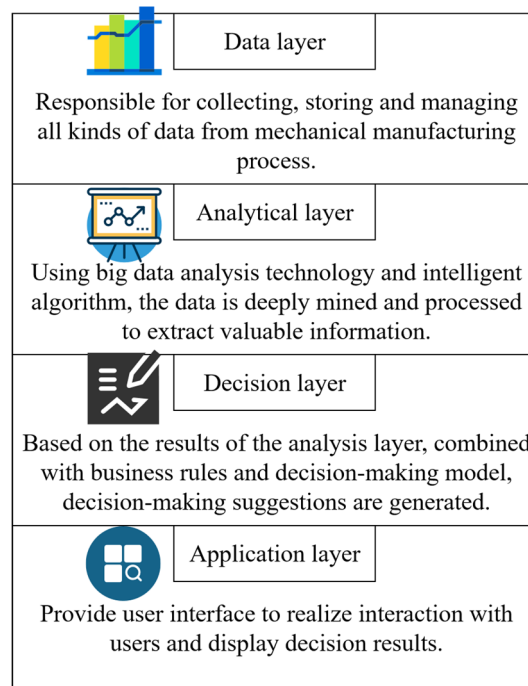 Data layer
Responsible for collecting, storing and managing
all kinds of data from mechanical manufacturing
process.
Analytical layer
Using big data analysis technology and intelligent
algorithm, the data is deeply mined and processed
to extract valuable information.
Decision layer
Based on the results of the analysis layer, combined
with business rules and decision-making model,
decision-making suggestions are generated.
Application layer
Provide user interface to realize interaction with
users and display decision results.